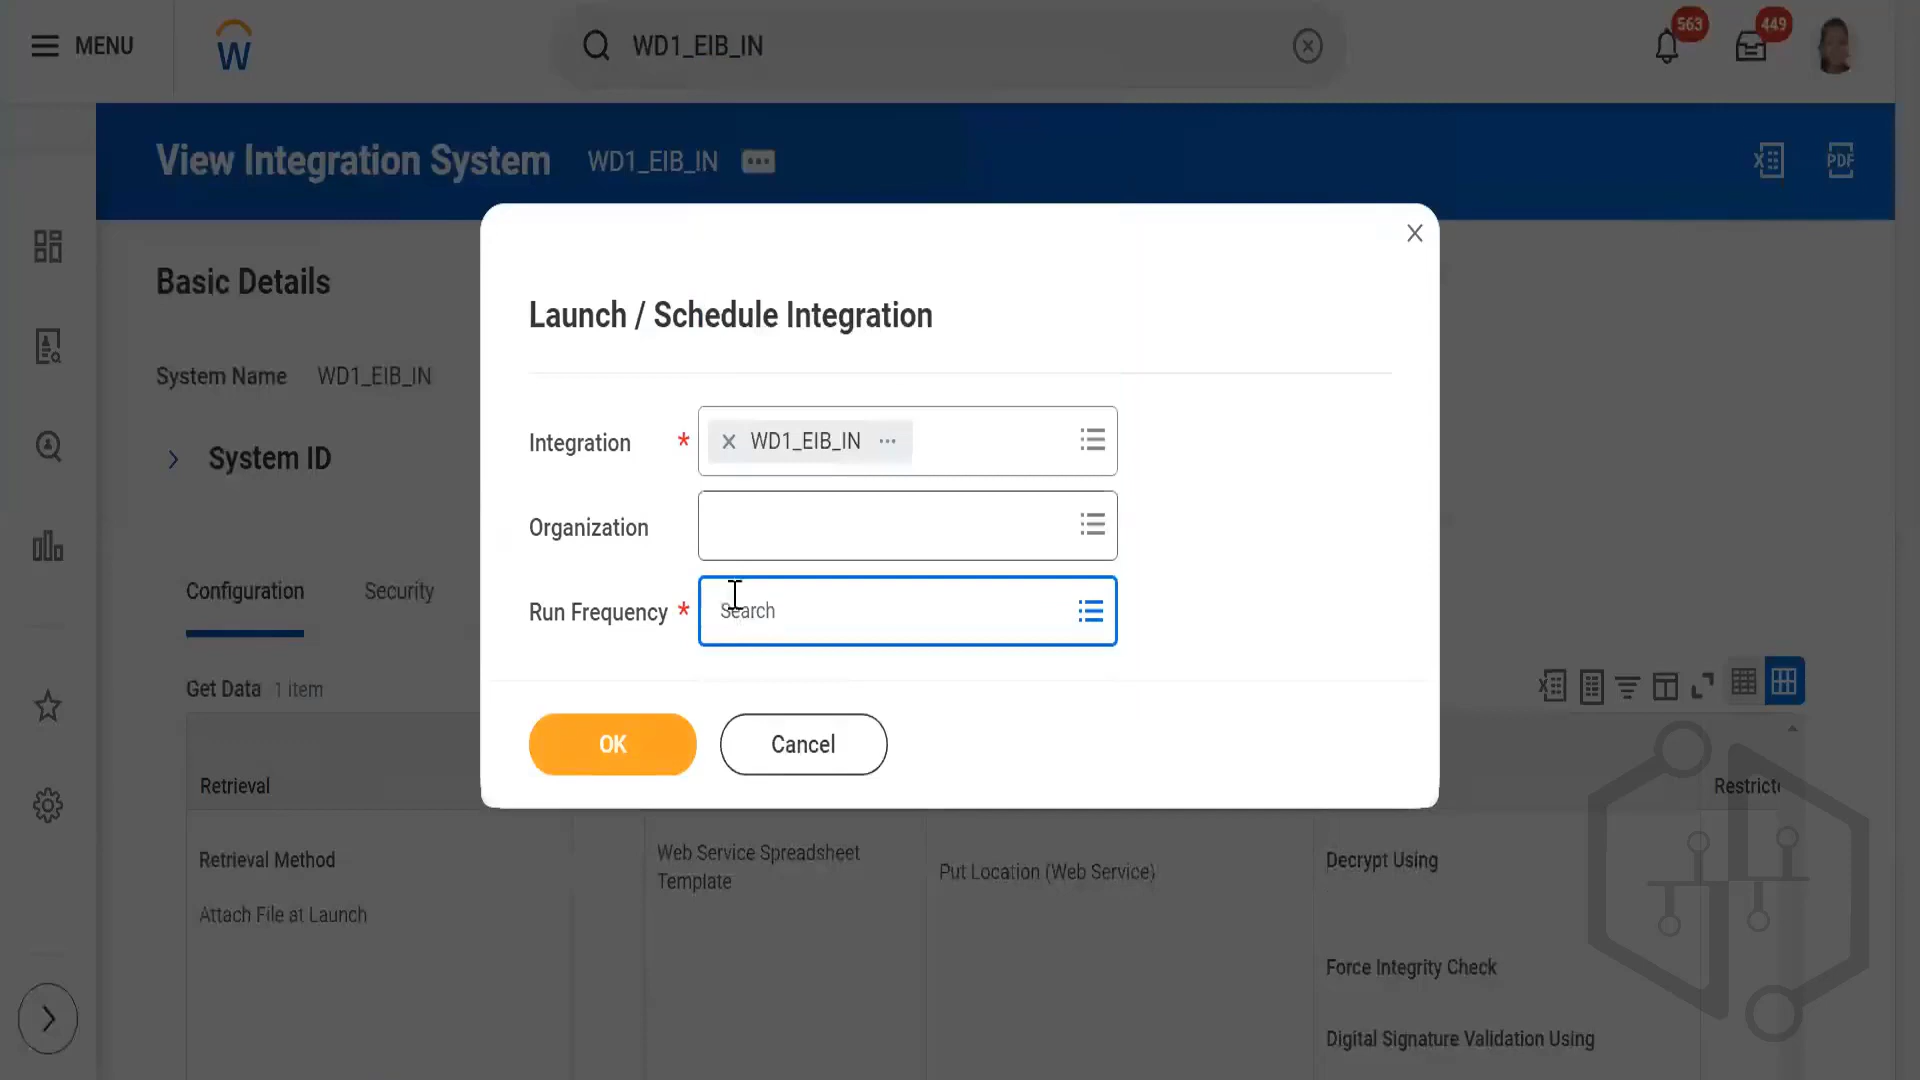 MENU
WD1_EIB_IN
563
449
View Integration System WD1_EIB_IN
PDF
Basic Details
System Name WD1_EIB_IN
System ID
Configuration Security
Get Data 1 item
Retrieval
Retrieval Method
Attach File at Launch
Web Service Spreadsheet
Template
Put Location (Web Service)
Decrypt Using
Force Integrity Check
Digital Signature Validation Using
Launch / Schedule Integration
Integration * WD1_EIB_IN
Organization
Run Frequency * Search
OK Cancel